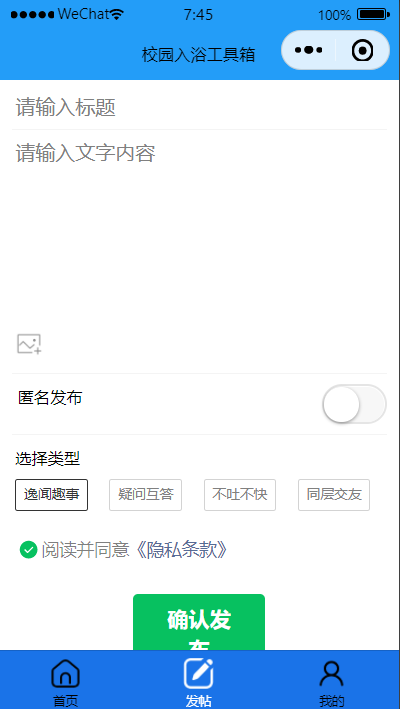 WeChat 7:45 100%
校园入浴工具箱
请输入标题
请输入文字内容
匿名发布
选择类型
逸闻趣事 疑问互答 不吐不快 同层交友
阅读并同意《隐私条款》
确认发
布
首页 发帖 我的